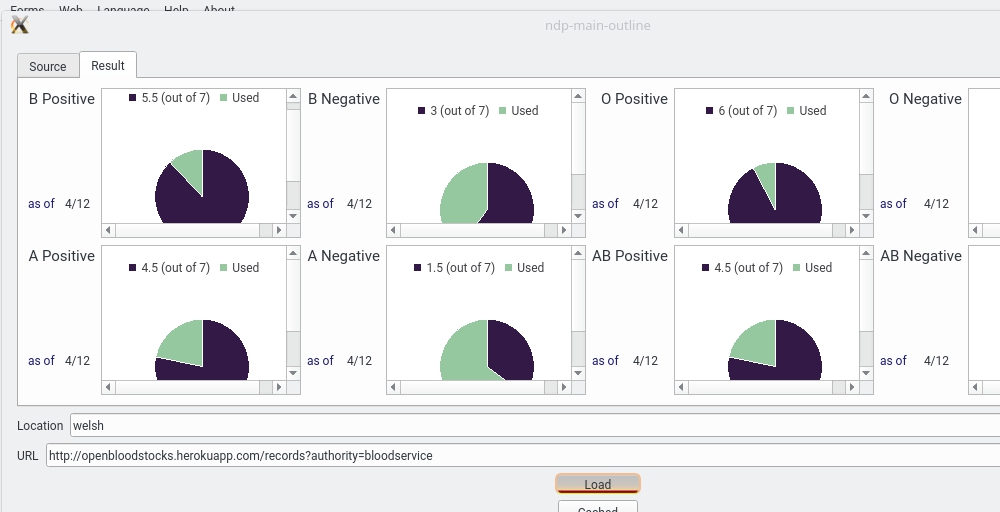 Forms Web Language Help About
ndp-main-outline
Source Result
B Positive 5.5 (out of 7) Used B Negative 3 (out of 7) Used O Positive 6 (out of 7) Used O Negative
as of 4/12 as of 4/12 as of 4/12 as of 4/12
A Positive 4.5 (out of 7) Used A Negative 1.5 (out of 7) Used AB Positive 4.5 (out of 7) Used AB Negative
as of 4/12 as of 4/12 as of 4/12 as of 4/12
Location welsh
URL http://openbloodstocks.herokuapp.com/records?authority=bloodservice
Load
Cached